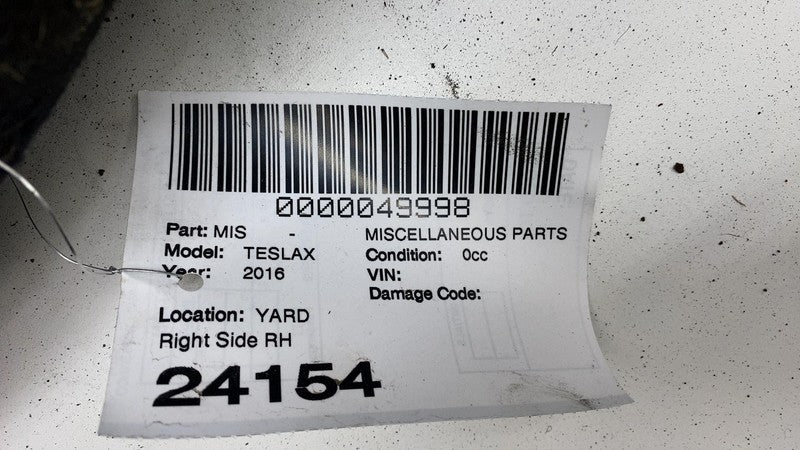 0000049998
Part: MIS - MISCELLANEOUS PARTS
Model: TESLAX Condition: 0cc
Year: 2016 VIN:
Damage Code:
Location: YARD
Right Side RH
24154